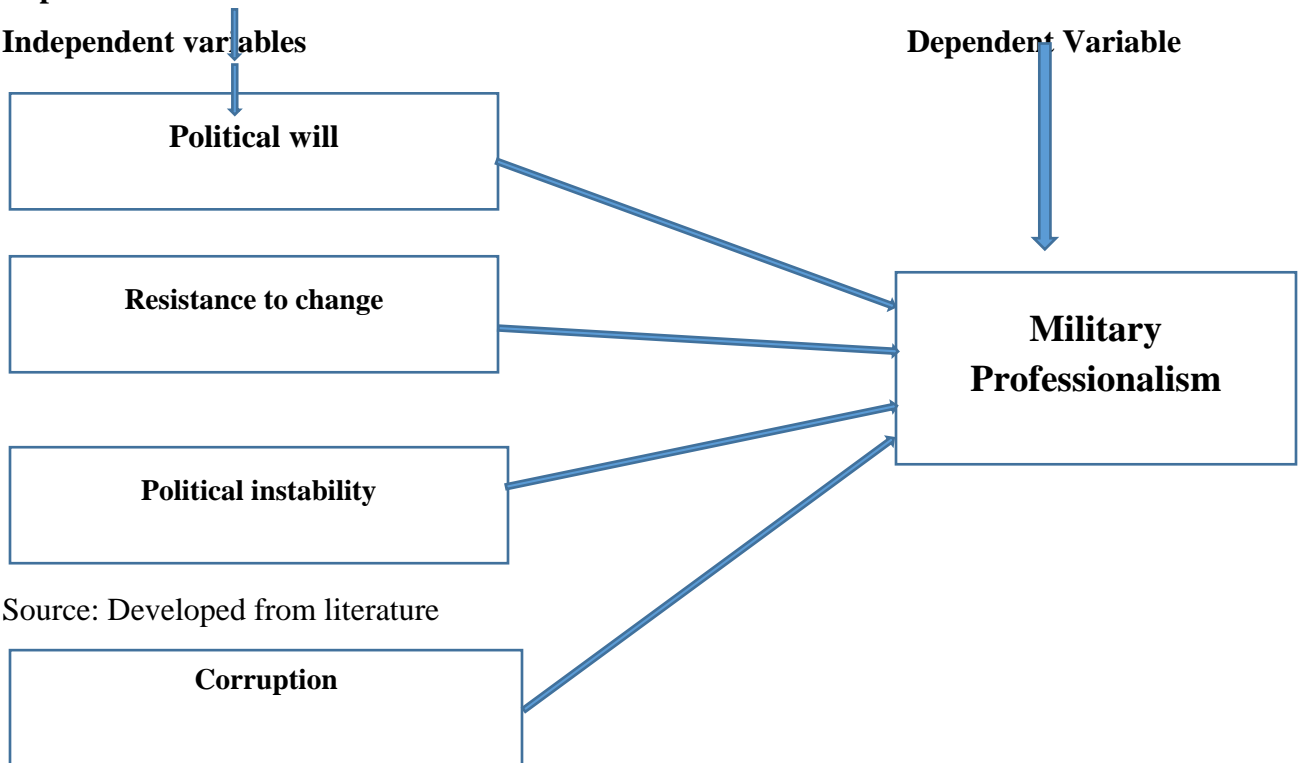 Independent variables
Dependent Variable
Political will
Resistance to change
Military
Professionalism
Political instability
Source: Developed from literature
Corruption